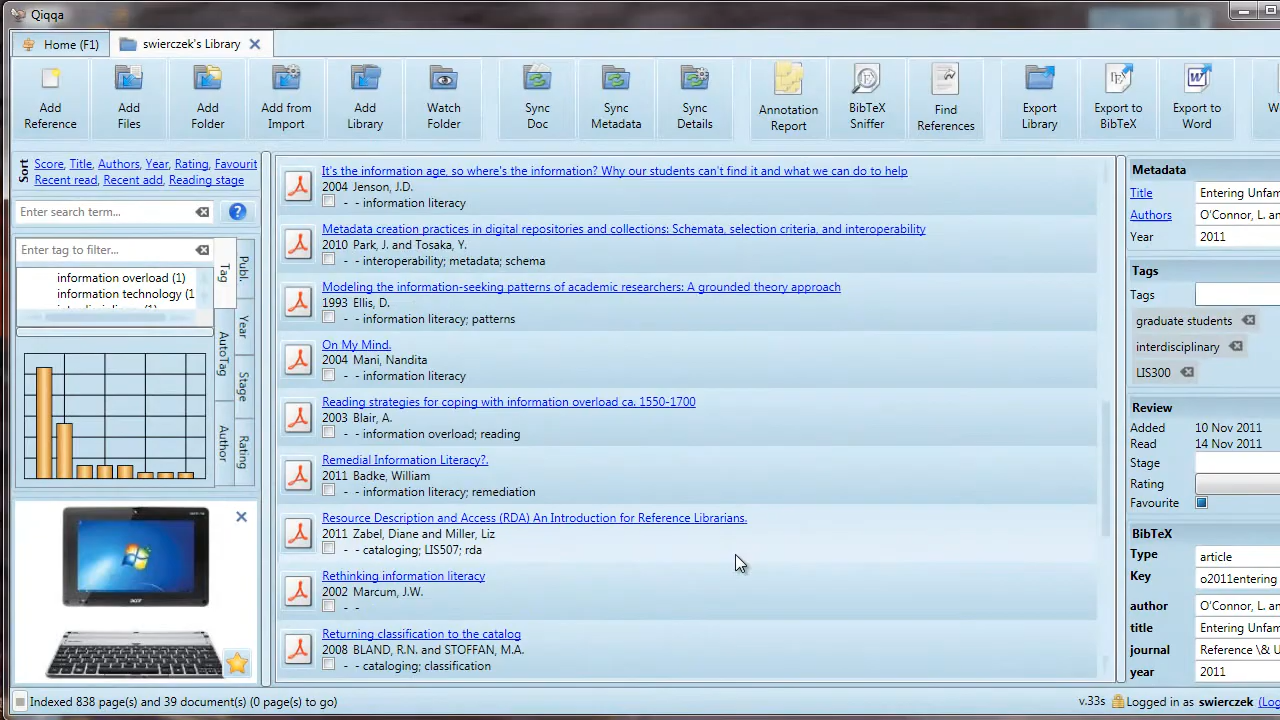 Qiqqa
Home (F1)
swierczek's Library
Add Reference
Add Files
Add Folder
Add from Import
Add Library
Watch Folder
Sync Doc
Sync Metadata
Sync Details
Annotation Report
BibTeX Sniffer
Find References
Export Library
Export to BibTeX
Export to Word
W
Sort
Score, Title, Authors, Year, Rating, Favourit
Recent read, Recent add, Reading stage
Enter search term...
?
Enter tag to filter...
information overload (1)
information technology (1
Tag
AutoTag
Author
Publ.
Year
Stage
Rating
acer
It's the information age, so where's the information? Why our students can't find it and what we can do to help
2004 Jenson, J.D.
- - information literacy
Metadata creation practices in digital repositories and collections: Schemata, selection criteria, and interoperability
2010 Park, J. and Tosaka, Y.
- - interoperability; metadata; schema
Modeling the information-seeking patterns of academic researchers: A grounded theory approach
1993 Ellis, D.
- - information literacy; patterns
On My Mind.
2004 Mani, Nandita
- - information literacy
Reading strategies for coping with information overload ca. 1550-1700
2003 Blair, A.
- - information overload; reading
Remedial Information Literacy?.
2011 Badke, William
- - information literacy; remediation
Resource Description and Access (RDA) An Introduction for Reference Librarians.
2011 Zabel, Diane and Miller, Liz
- - cataloging; LIS507; rda
Rethinking information literacy
2002 Marcum, J.W.
- -
Returning classification to the catalog
2008 BLAND, R.N. and STOFFAN, M.A.
- - cataloging; classification
Metadata
Title Entering Unfam
Authors O'Connor, L. an
Year 2011
Tags
Tags
graduate students
interdisciplinary
LIS300
Review
Added 10 Nov 2011
Read 14 Nov 2011
Stage
Rating
Favourite
BibTeX
Type article
Key o2011entering
author O'Connor, L. an
title Entering Unfam
journal Reference \& U
year 2011
Indexed 838 page(s) and 39 document(s) (0 page(s) to go)
v.33s
Logged in as swierczek (Log